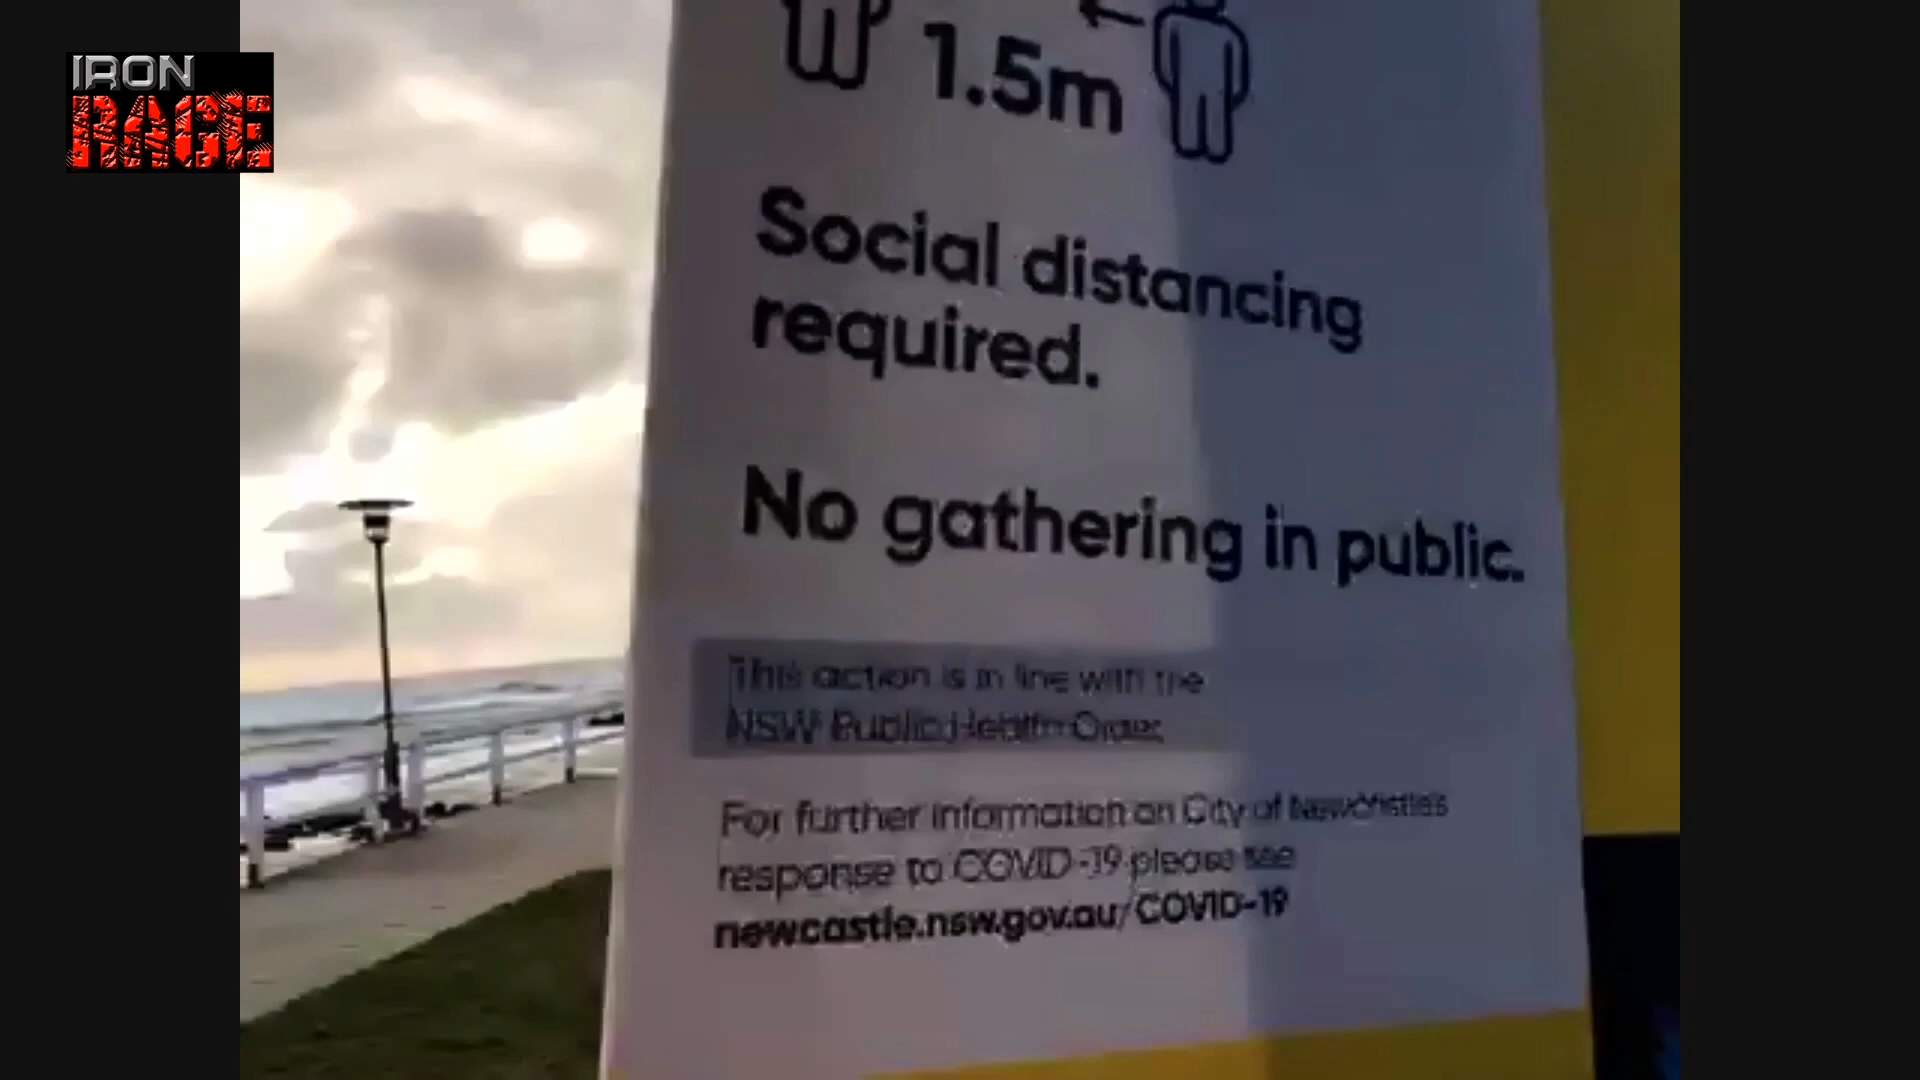 IRON
RAGE
1.5m
Social distancing
required.
No gathering in public.
This action is in line with the
NSW Public Health Order.
For further information on City of Newcastle's
response to COVID-19 please see
newcastle.nsw.gov.au/COVID-19